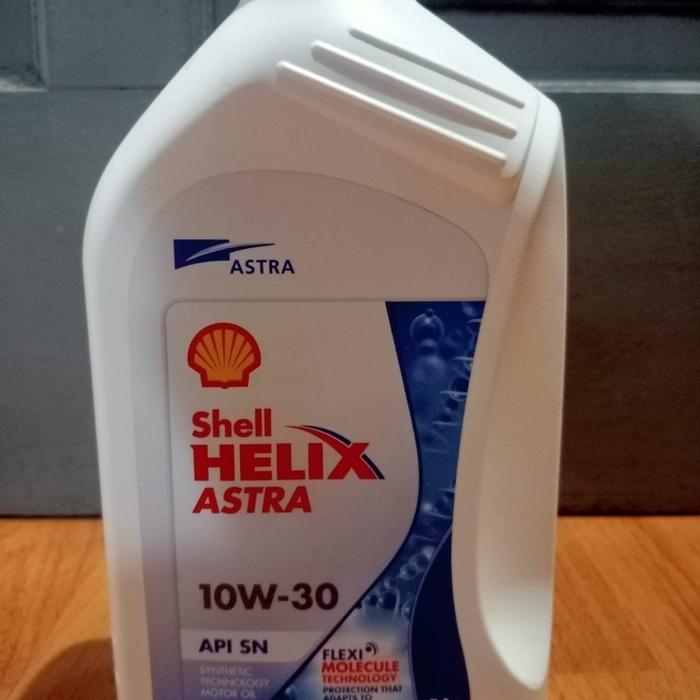 ASTRA
Shell
HELIX
ASTRA
10W-30
API SN
SYNTHETIC
TECHNOLOGY
MOTOR OIL
FLEXI
MOLECULE
TECHNOLOGY
PROTECTION THAT
ADAPTS TO